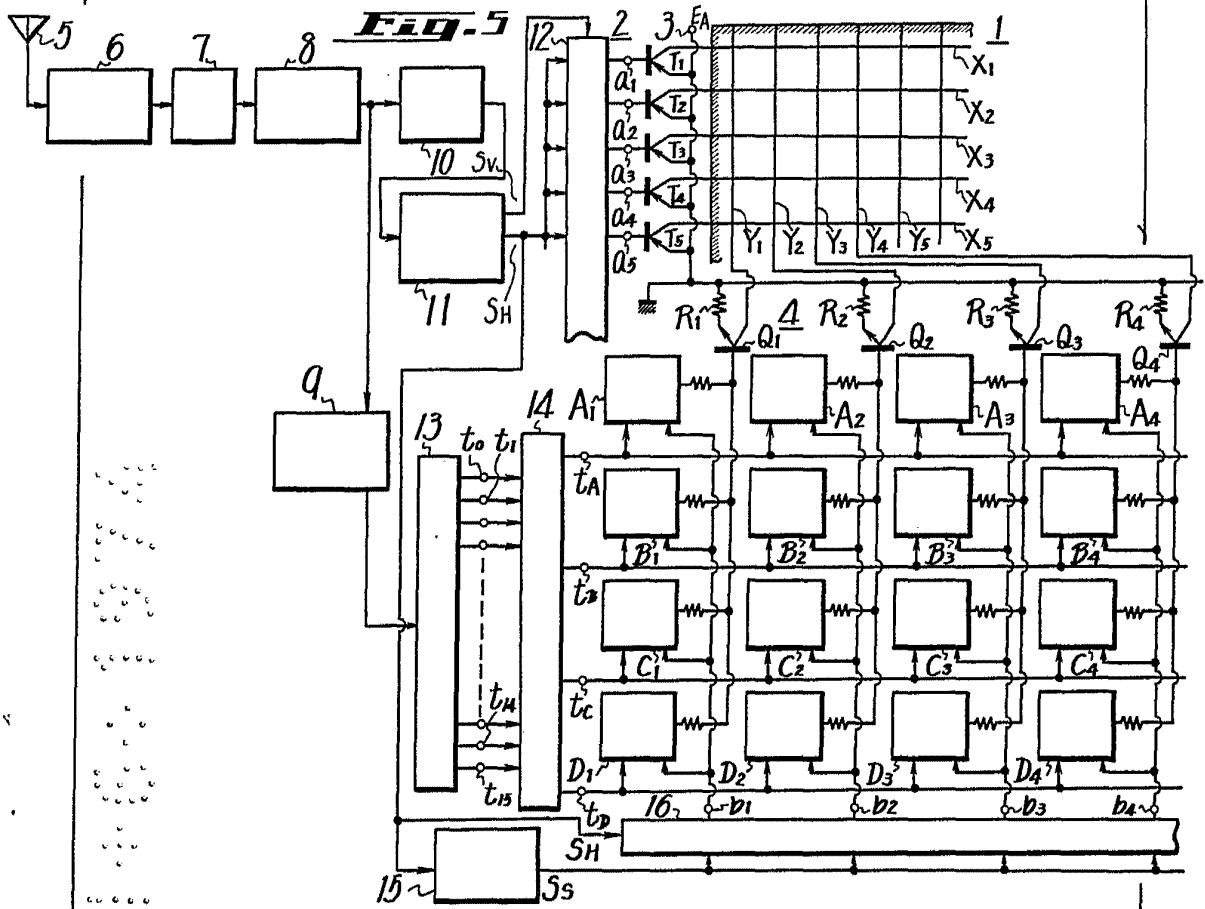 Fig. 5
5
6
7
8
12
2
3
EA
1
T1
a1
X1
T2
a2
X2
T3
a3
X3
T4
a4
X4
T5
a5
X5
10
SV
11
SH
Y1
Y2
Y3
Y4
Y5
R1
4
R2
R3
R4
Q1
Q2
Q3
Q4
9
13
14
t0
t1
A1
A2
A3
A4
tA
B1
B2
B3
B4
tB
C1
C2
C3
C4
tC
t14
t15
D1
D2
D3
D4
tD
16
b1
b2
b3
b4
SH
15
SS